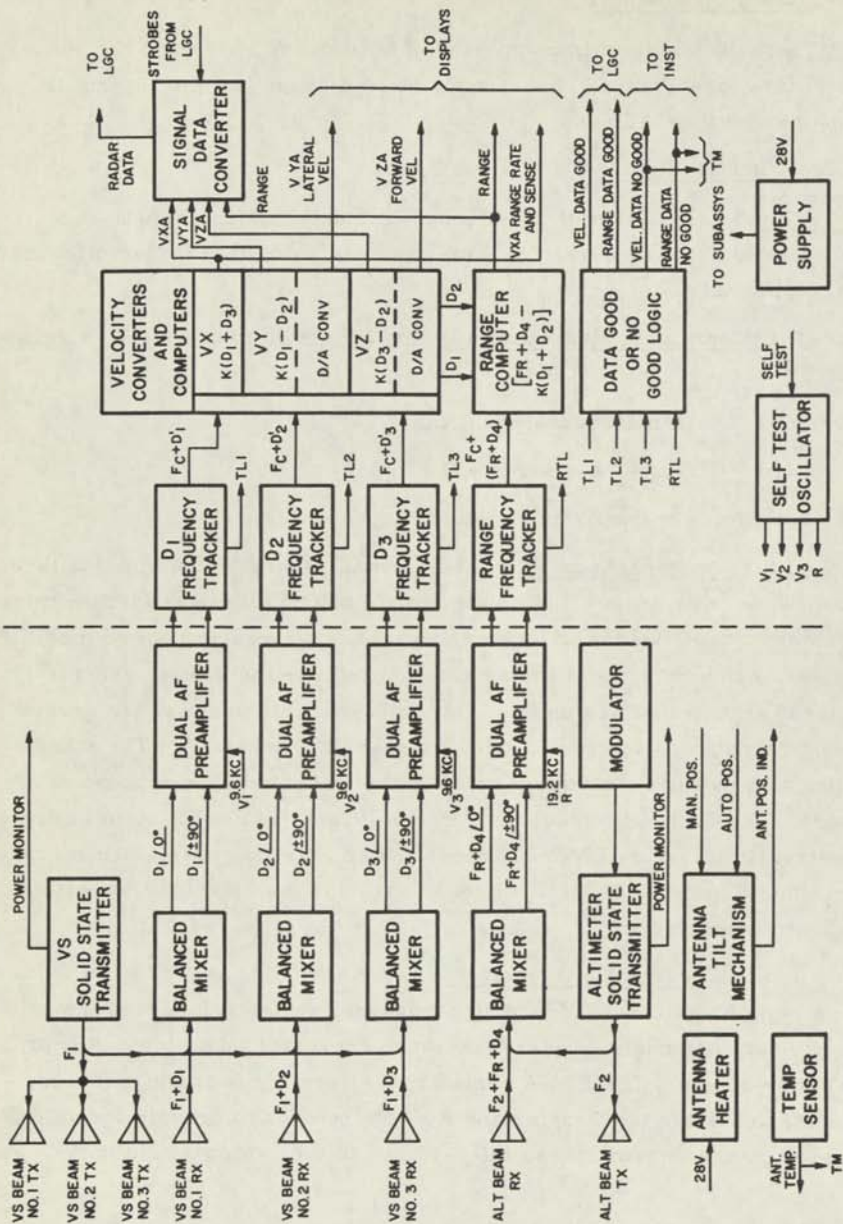 VS BEAM
NO. 1 TX
VS BEAM
NO. 2 TX
VS BEAM
NO. 3 TX
VS BEAM
NO. 1 RX
VS BEAM
NO. 2 RX
VS BEAM
NO. 3 RX
ALT BEAM
RX
ALT BEAM
TX
F1
F1+D1
F1+D2
F1+D3
F2+FR+D4
F2
VS
SOLID STATE
TRANSMITTER
POWER MONITOR
BALANCED
MIXER
BALANCED
MIXER
BALANCED
MIXER
BALANCED
MIXER
ALTIMETER
SOLID STATE
TRANSMITTER
POWER MONITOR
MODULATOR
28V
ANTENNA
HEATER
ANTENNA
TILT
MECHANISM
MAN. POS.
AUTO POS.
ANT. POS. IND.
TEMP
SENSOR
ANT.
TEMP.
TM
D1/0°
D1/±90°
D2/0°
D2/±90°
D3/0°
D3/±90°
FR+D4/0°
FR+D4/±90°
DUAL AF
PREAMPLIFIER
9.6 KC
V1
DUAL AF
PREAMPLIFIER
9.6 KC
V2
DUAL AF
PREAMPLIFIER
9.6 KC
V3
DUAL AF
PREAMPLIFIER
19.2 KC
R
D1
FREQUENCY
TRACKER
D2
FREQUENCY
TRACKER
D3
FREQUENCY
TRACKER
RANGE
FREQUENCY
TRACKER
FC+D'1
TL1
FC+D'2
TL2
FC+D'3
TL3
FC+
(FR+D4)
RTL
VELOCITY
CONVERTERS
AND
COMPUTERS
VX
K(D1+D3)
VY
K(D1-D2)
D/A CONV
VZ
K(D3-D2)
D/A CONV
D1
D2
RANGE
COMPUTER
[FR+D4-
K(D1+D2)]
VXA
VYA
VZA
RANGE
SIGNAL
DATA
CONVERTER
RADAR
DATA
TO
LGC
STROBES
FROM
LGC
V YA
LATERAL
VEL
V ZA
FORWARD
VEL
RANGE
VXA RANGE RATE
AND SENSE
TO
DISPLAYS
TL1
TL2
TL3
RTL
DATA GOOD
OR NO
GOOD LOGIC
VEL. DATA GOOD
RANGE DATA GOOD
VEL. DATA NO GOOD
RANGE DATA
NO GOOD
TO
LGC
TO
INST
TM
SELF
TEST
SELF TEST
OSCILLATOR
V1
V2
V3
R
TO SUBASSYS
28V
POWER
SUPPLY